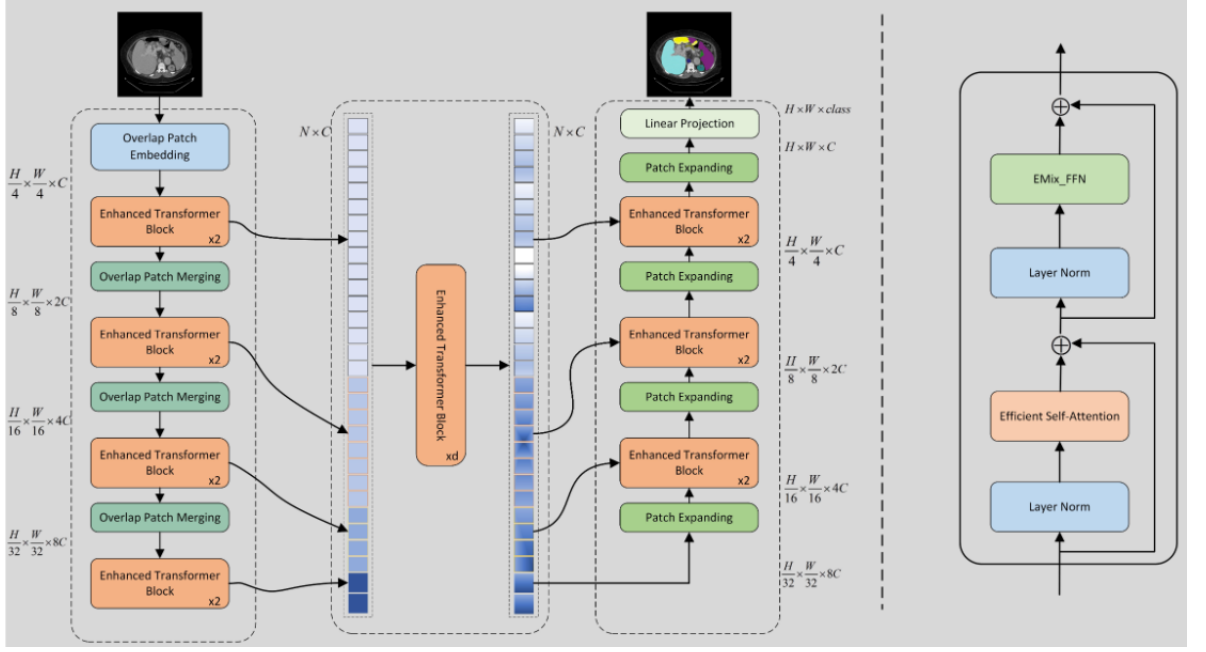 Overlap Patch
Embedding
H/4 × W/4 × C
Enhanced Transformer
Block
x2
Overlap Patch Merging
H/8 × W/8 × 2C
Enhanced Transformer
Block
x2
Overlap Patch Merging
H/16 × W/16 × 4C
Enhanced Transformer
Block
x2
Overlap Patch Merging
H/32 × W/32 × 8C
Enhanced Transformer
Block
x2
N × C
Enhanced Transformer Block
xd
N × C
H × W × class
Linear Projection
H × W × C
Patch Expanding
Enhanced Transformer
Block
x2
H/4 × W/4 × C
Patch Expanding
Enhanced Transformer
Block
x2
H/8 × W/8 × 2C
Patch Expanding
Enhanced Transformer
Block
x2
H/16 × W/16 × 4C
Patch Expanding
H/32 × W/32 × 8C
EMix_FFN
Layer Norm
Efficient Self-Attention
Layer Norm